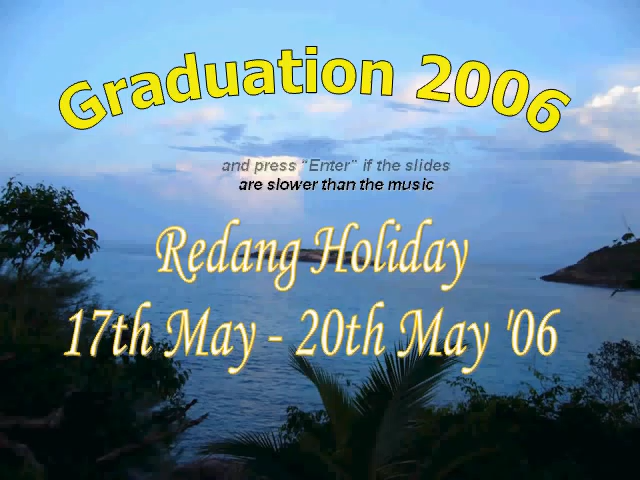 Graduation 2006
and press “Enter” if the slides
are slower than the music
Redang Holiday
17th May - 20th May '06